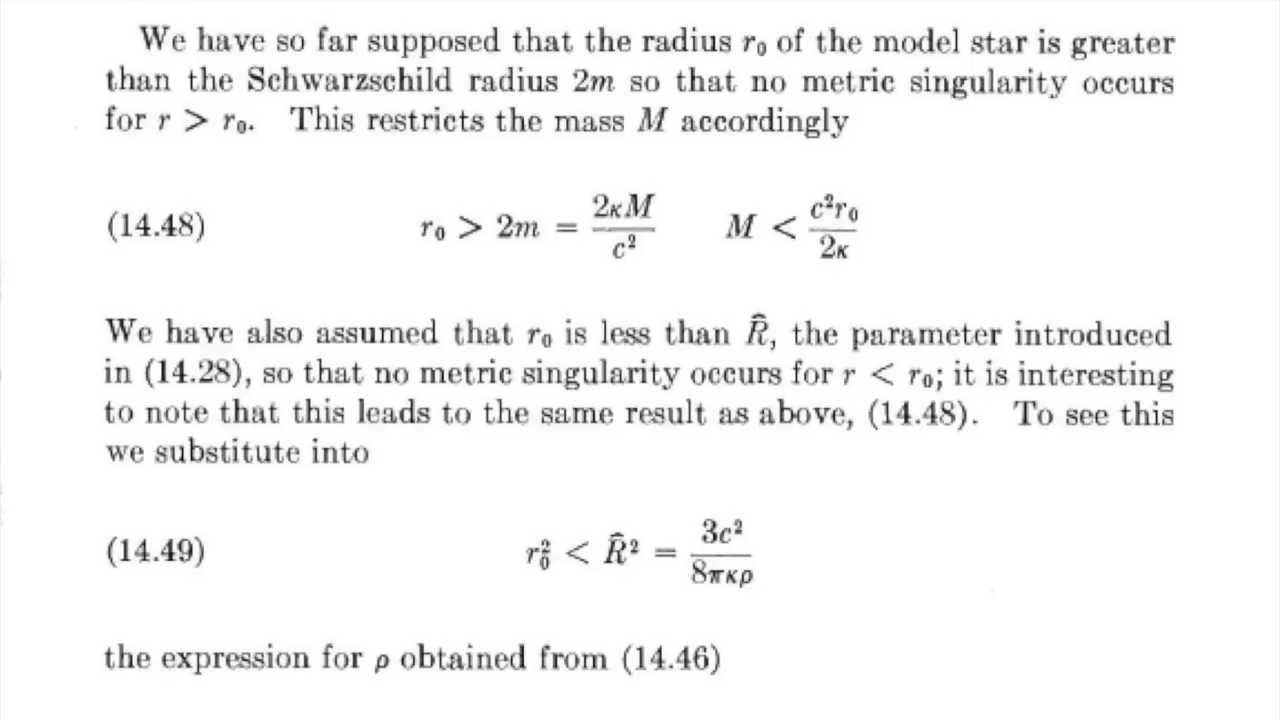 We have so far supposed that the radius r₀ of the model star is greater
than the Schwarzschild radius 2m so that no metric singularity occurs
for r > r₀. This restricts the mass M accordingly
(14.48) r₀ > 2m = 2κM/c² M < c²r₀/2κ
We have also assumed that r₀ is less than R̂, the parameter introduced
in (14.28), so that no metric singularity occurs for r < r₀; it is interesting
to note that this leads to the same result as above, (14.48). To see this
we substitute into
(14.49) r₀² < R̂² = 3c²/8πκρ
the expression for ρ obtained from (14.46)